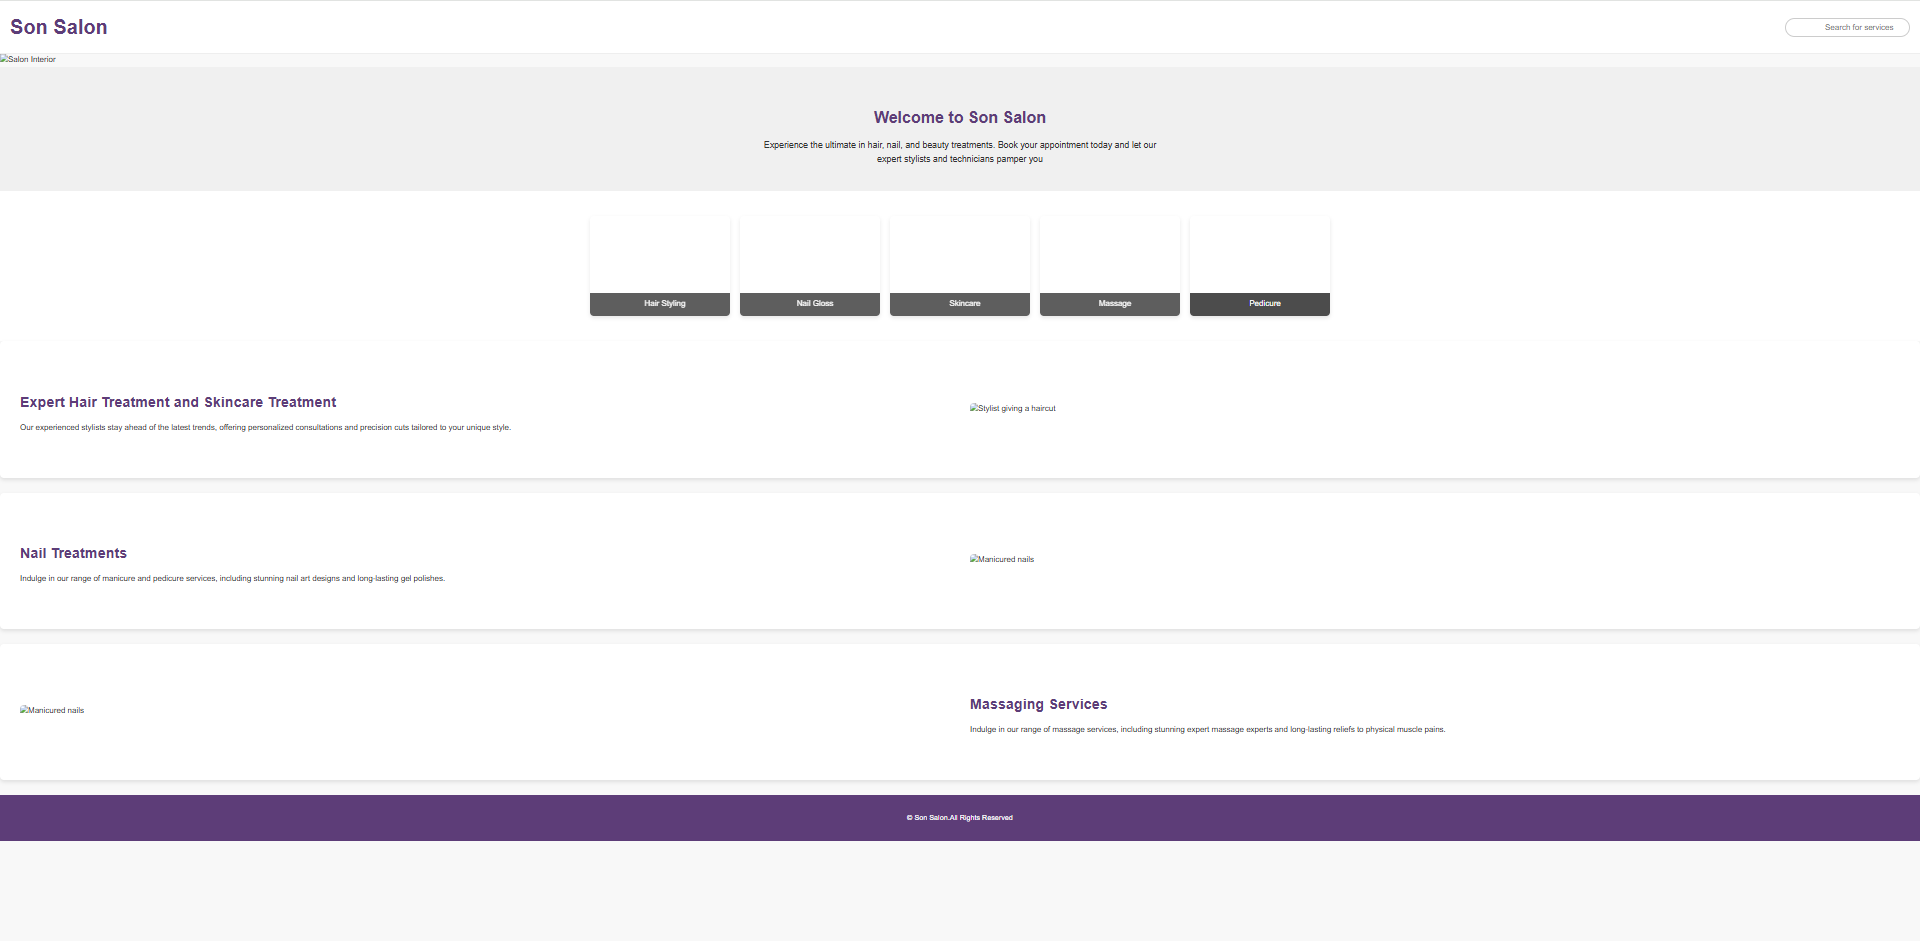 Son Salon
Search for services
Salon Interior
Welcome to Son Salon
Experience the ultimate in hair, nail, and beauty treatments. Book your appointment today and let our
expert stylists and technicians pamper you
Hair Styling
Nail Gloss
Skincare
Massage
Pedicure
Expert Hair Treatment and Skincare Treatment
Our experienced stylists stay ahead of the latest trends, offering personalized consultations and precision cuts tailored to your unique style.
Stylist giving a haircut
Nail Treatments
Indulge in our range of manicure and pedicure services, including stunning nail art designs and long-lasting gel polishes.
Manicured nails
Manicured nails
Massaging Services
Indulge in our range of massage services, including stunning expert massage experts and long-lasting reliefs to physical muscle pains.
© Son Salon.All Rights Reserved